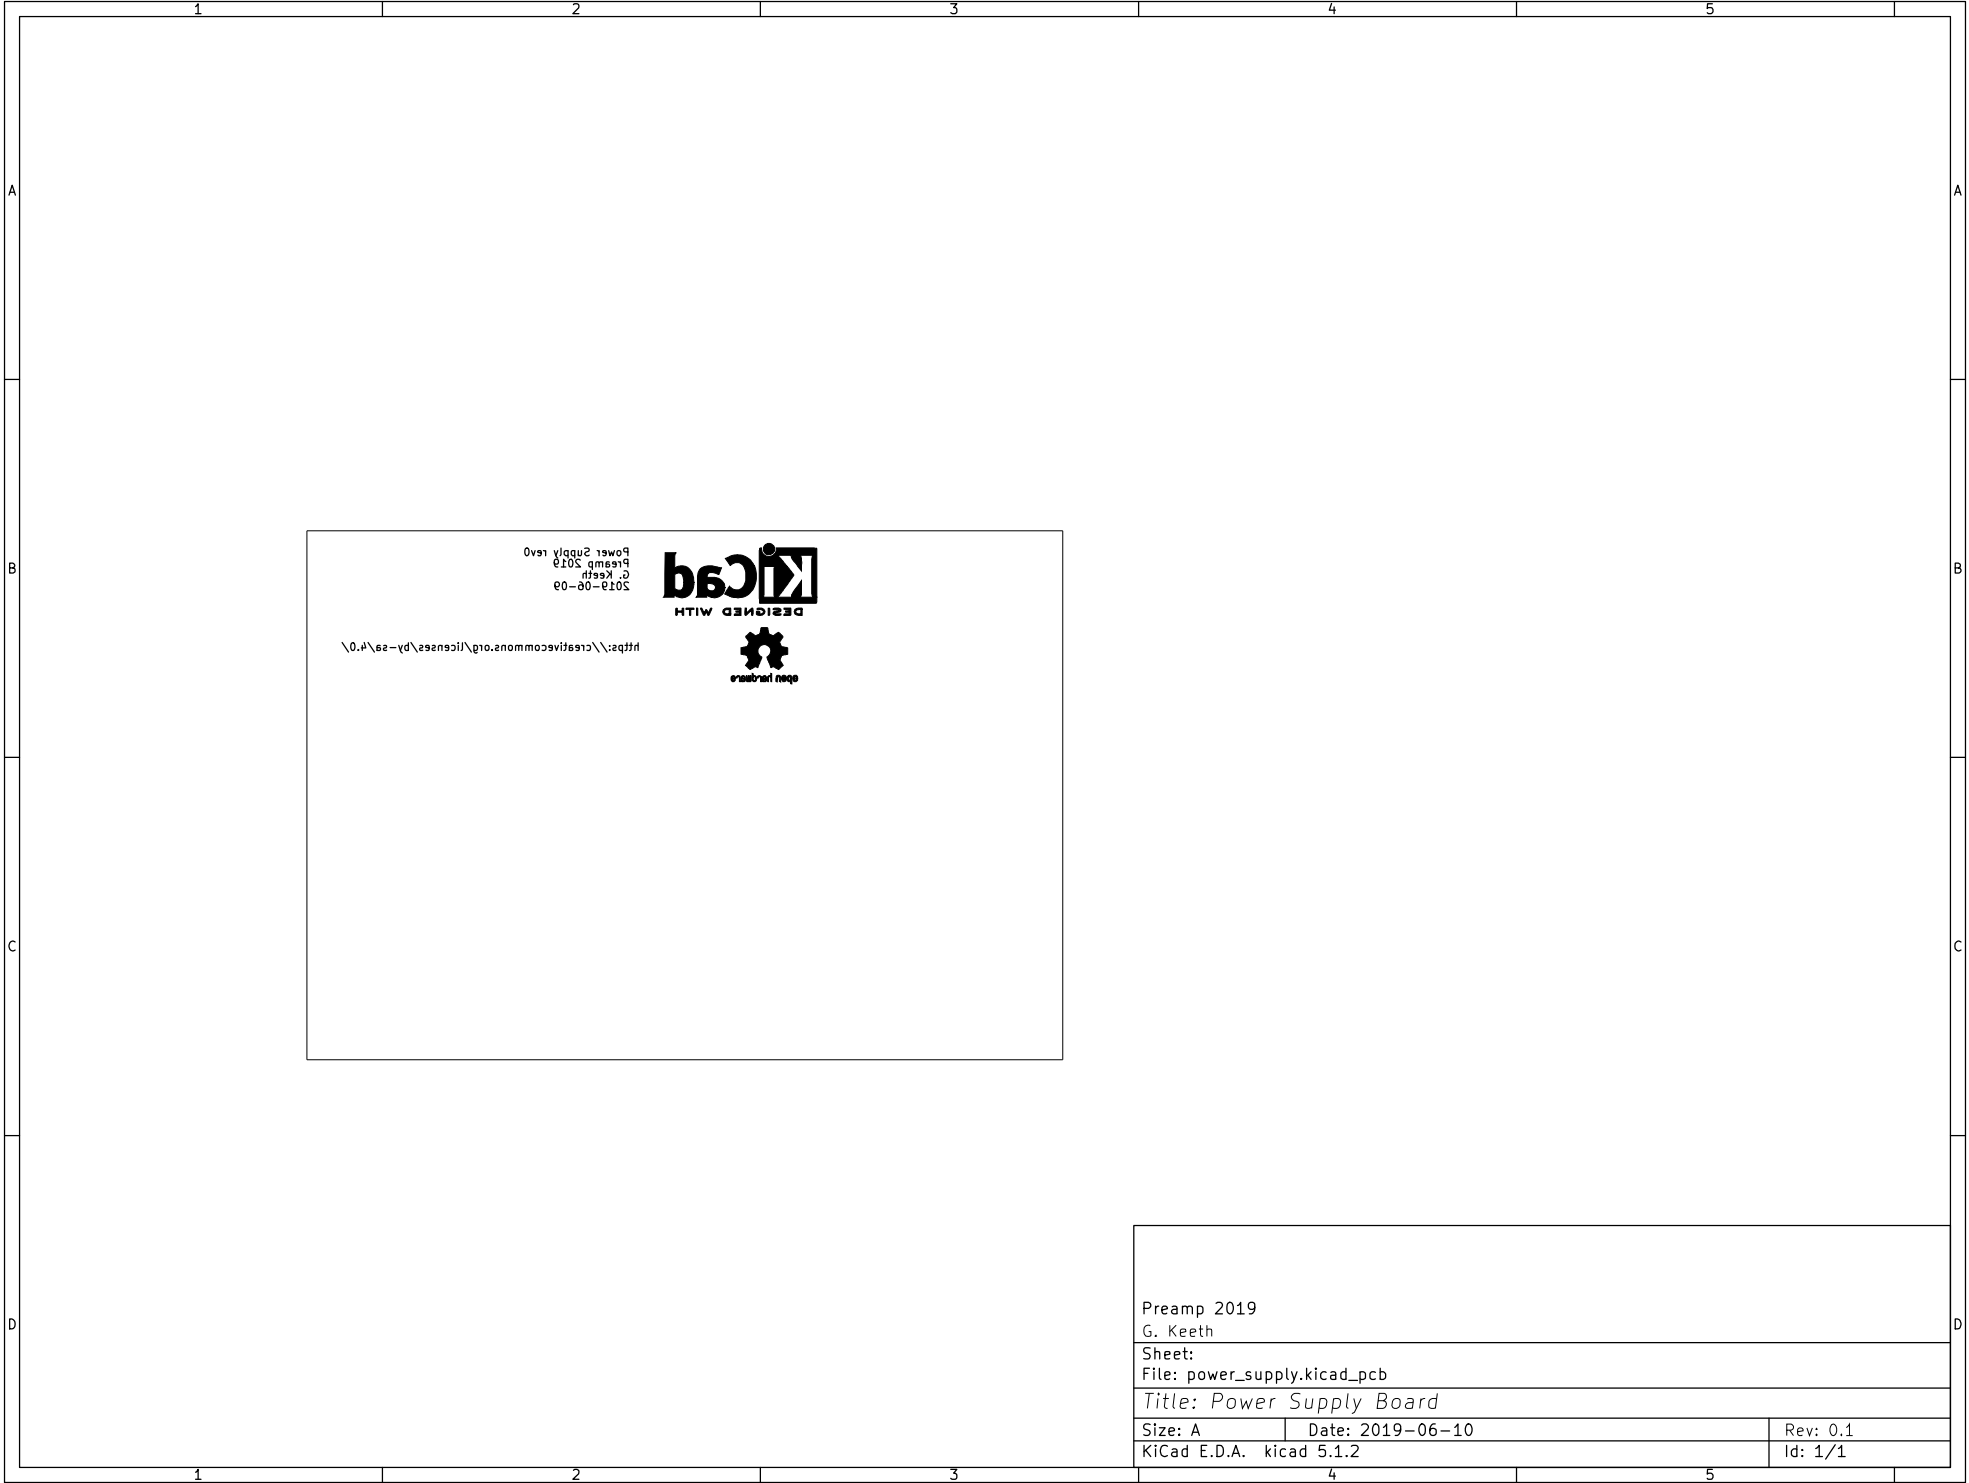 1 2 3 4 5
A A
Power Supply rev0
Preamp 2019
G. Keeth
2019-06-09
KiCad
DESIGNED WITH
B B
https://creativecommons.org/licenses/by-sa/4.0/
open hardware
C C
Preamp 2019
G. Keeth
D D
Sheet:
File: power_supply.kicad_pcb
Title: Power Supply Board
Size: A Date: 2019-06-10 Rev: 0.1
KiCad E.D.A. kicad 5.1.2 Id: 1/1
1 2 3 4 5